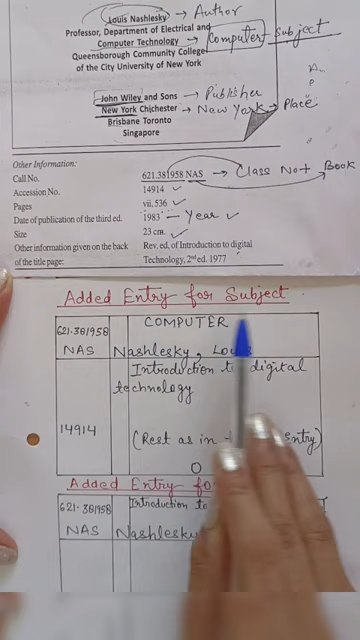 Louis Nashlesky → Author
Professor, Department of Electrical and
Computer Technology → Computer subject
Queensborough Community College
of the City University of New York
John Wiley and Sons → Publisher
New York Chichester → New York → Place
Brisbane Toronto
Singapore
Other Information:
Call No. 621.381958 NAS → Class No + Book
Accession No. 14914
Pages vii, 536
Date of publication of the third ed. 1983 — Year
Size 23 cm.
Other information given on the back Rev. ed. of Introduction to digital
of the title page: Technology, 2nd ed. 1977
Added Entry for Subject
COMPUTER
621.381958
NAS Nashlesky, Louis
Introduction to digital
technology
14914 (Rest as in entry)
Added Entry for
621.381958 Introduction to
NAS Nashlesky